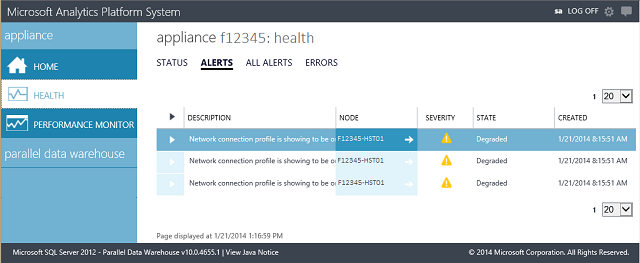 Microsoft Analytics Platform System
sa LOG OFF
appliance
HOME
HEALTH
PERFORMANCE MONITOR
parallel data warehouse
appliance f12345: health
STATUS ALERTS ALL ALERTS ERRORS
1 20
DESCRIPTION NODE SEVERITY STATE CREATED
Network connection profile is showing to be F12345-HST01 Degraded 1/21/2014 8:15:51 AM
Network connection profile is showing to be F12345-HST01 Degraded 1/21/2014 8:15:51 AM
Network connection profile is showing to be F12345-HST01 Degraded 1/21/2014 8:15:51 AM
1 20
Page displayed at 1/21/2014 1:16:59 PM
Microsoft SQL Server 2012 - Parallel Data Warehouse v10.0.4655.1 | View Java Notice
© 2014 Microsoft Corporation. All Rights Reserved.